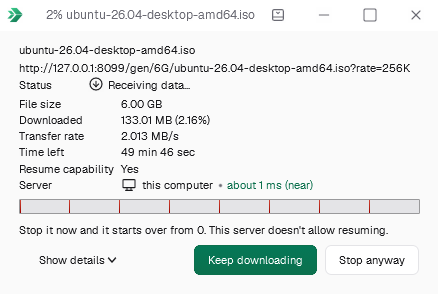 2% ubuntu-26.04-desktop-amd64.iso
ubuntu-26.04-desktop-amd64.iso
http://127.0.0.1:8099/gen/6G/ubuntu-26.04-desktop-amd64.iso?rate=256K
Status Receiving data...
File size 6.00 GB
Downloaded 133.01 MB (2.16%)
Transfer rate 2.013 MB/s
Time left 49 min 46 sec
Resume capability Yes
Server this computer • about 1 ms (near)
Stop it now and it starts over from 0. This server doesn't allow resuming.
Show details Keep downloading Stop anyway